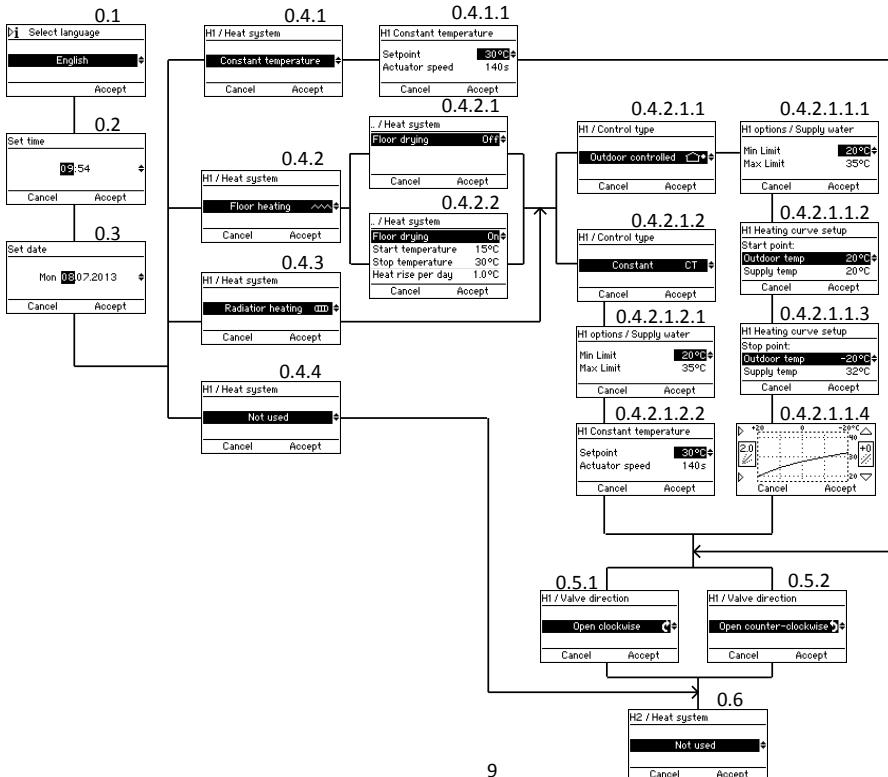 0.1
Select language
English
Accept
0.2
Set time
09:54
Cancel Accept
0.3
Set date
Mon 08.07.2013
Cancel Accept
0.4.1
H1 / Heat system
Constant temperature
Cancel Accept
0.4.1.1
H1 Constant temperature
Setpoint 30°C
Actuator speed 140s
Cancel Accept
0.4.2
H1 / Heat system
Floor heating
Cancel Accept
0.4.2.1
.. / Heat system
Floor drying Off
Cancel Accept
0.4.2.2
.. / Heat system
Floor drying On
Start temperature 15°C
Stop temperature 30°C
Heat rise per day 1.0°C
Cancel Accept
0.4.3
H1 / Heat system
Radiatior heating
Cancel Accept
0.4.4
H1 / Heat system
Not used
Cancel Accept
0.4.2.1.1
H1 / Control type
Outdoor controlled
Cancel Accept
0.4.2.1.2
H1 / Control type
Constant CT
Cancel Accept
0.4.2.1.2.1
H1 options / Supply water
Min Limit 20°C
Max Limit 35°C
Cancel Accept
0.4.2.1.2.2
H1 Constant temperature
Setpoint 30°C
Actuator speed 140s
Cancel Accept
0.4.2.1.1.1
H1 options / Supply water
Min Limit 20°C
Max Limit 35°C
Cancel Accept
0.4.2.1.1.2
H1 Heating curve setup
Start point:
Outdoor temp 20°C
Supply temp 20°C
Cancel Accept
0.4.2.1.1.3
H1 Heating curve setup
Stop point:
Outdoor temp -20°C
Supply temp 32°C
Cancel Accept
0.4.2.1.1.4
+20 0 -20°C
40
2.0 30 +0
20
Cancel Accept
0.5.1
H1 / Valve direction
Open clockwise
Cancel Accept
0.5.2
H1 / Valve direction
Open counter-clockwise
Cancel Accept
0.6
H2 / Heat system
Not used
Cancel Accept
9